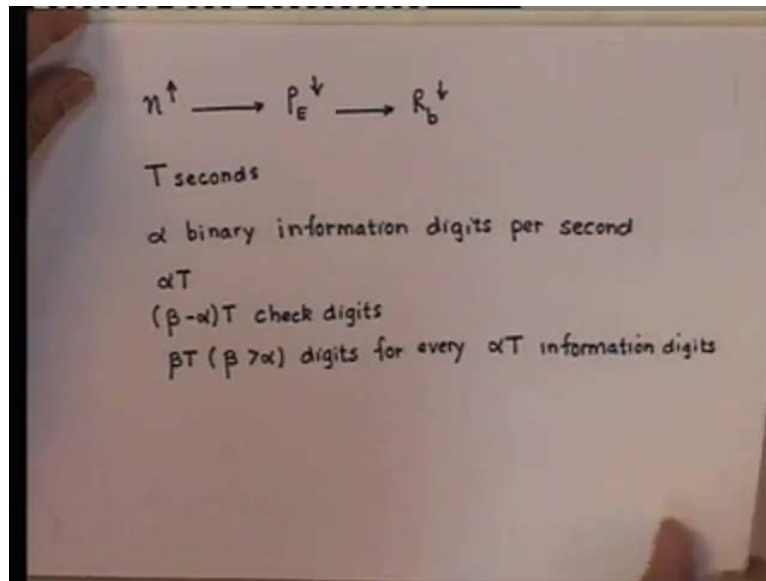 n↑ ⟶ P_E↓ ⟶ R_b↓
T seconds
α binary information digits per second
αT
(β-α)T check digits
βT (β>α) digits for every αT information digits